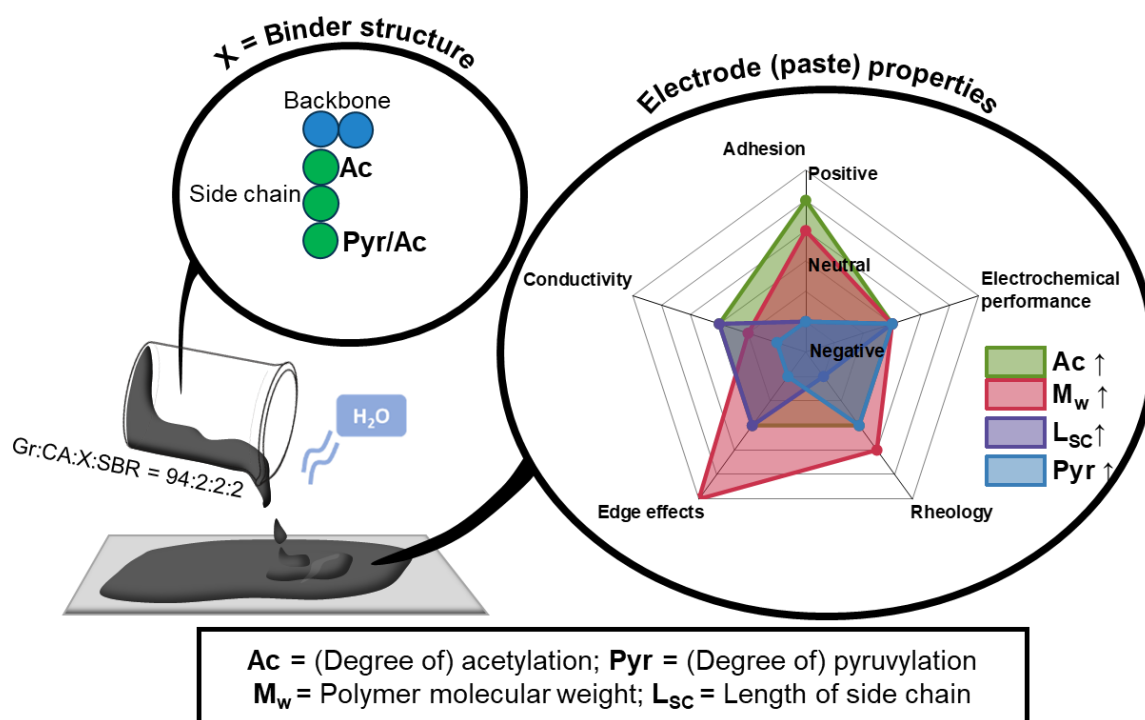 X = Binder structure
Backbone
Ac
Side chain
Pyr/Ac
Gr:CA:X:SBR = 94:2:2:2
H₂O
Electrode (paste) properties
Adhesion
Positive
Neutral
Negative
Conductivity
Electrochemical
performance
Edge effects
Rheology
Ac ↑
Mw ↑
LSC ↑
Pyr ↑
Ac = (Degree of) acetylation; Pyr = (Degree of) pyruvylation
Mw = Polymer molecular weight; LSC = Length of side chain